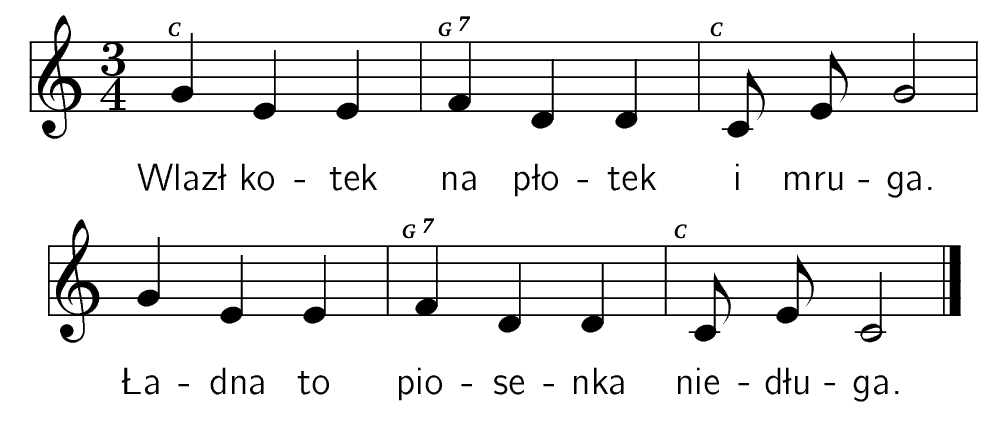 C G 7 C
3
4
Wlazł ko - tek na pło - tek i mru - ga.
G 7 C
Ła - dna to pio - se - nka nie - dłu - ga.